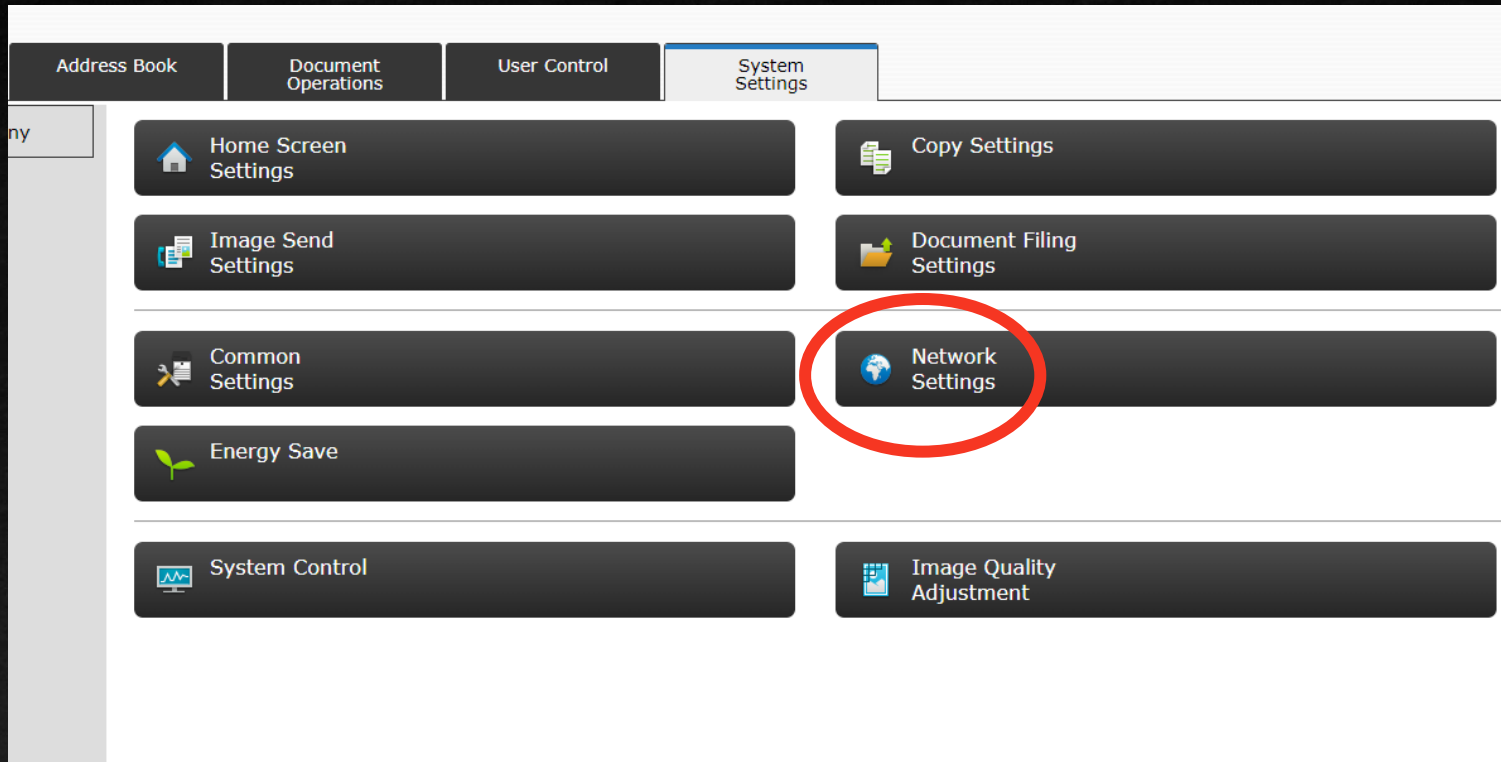 Address Book
Document
Operations
User Control
System
Settings
ny
Home Screen
Settings
Copy Settings
Image Send
Settings
Document Filing
Settings
Common
Settings
Network
Settings
Energy Save
System Control
Image Quality
Adjustment